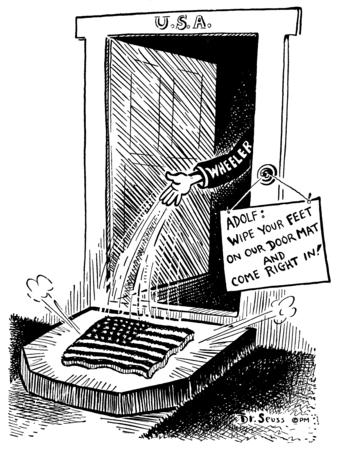 U.S.A.
WHEELER
ADOLF:
WIPE YOUR FEET
ON OUR DOOR MAT
AND
COME RIGHT IN!
Dr. Seuss ©PM